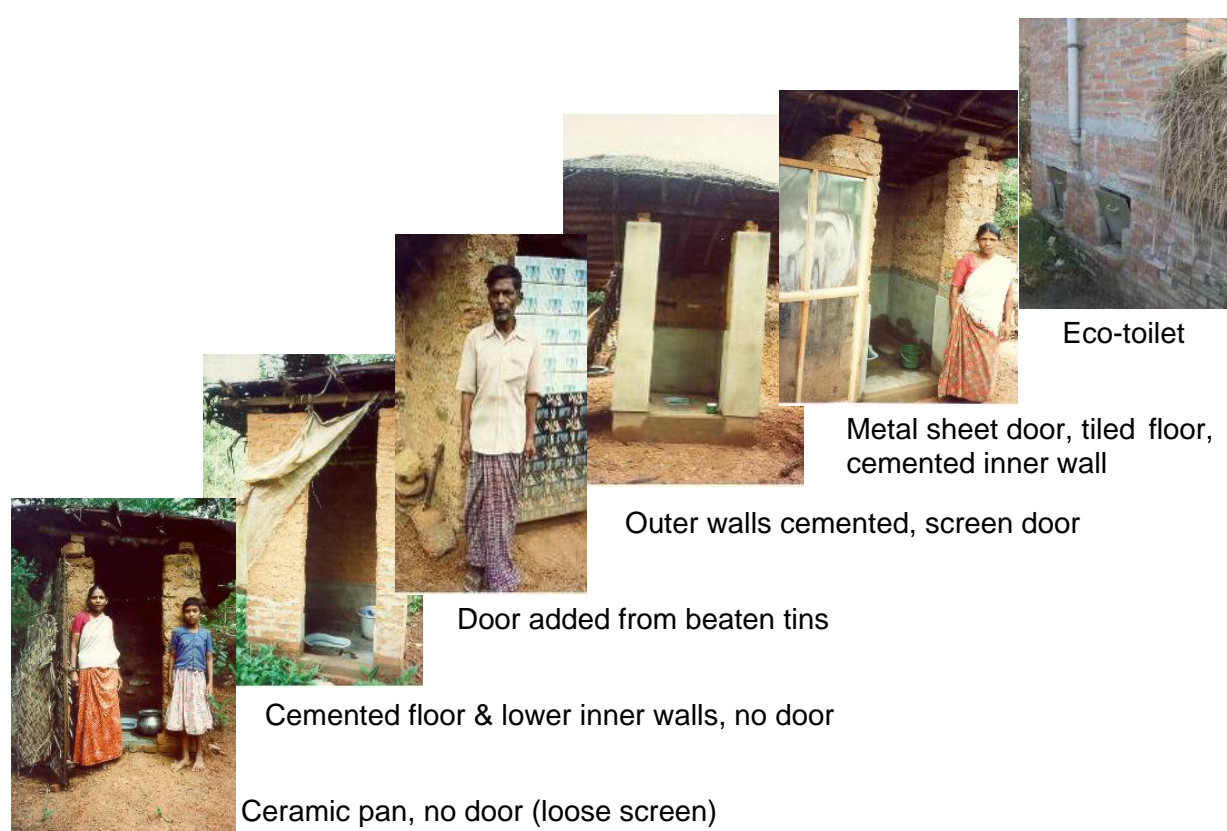 Eco-toilet
Metal sheet door, tiled floor,
cemented inner wall
Outer walls cemented, screen door
Door added from beaten tins
Cemented floor & lower inner walls, no door
Ceramic pan, no door (loose screen)